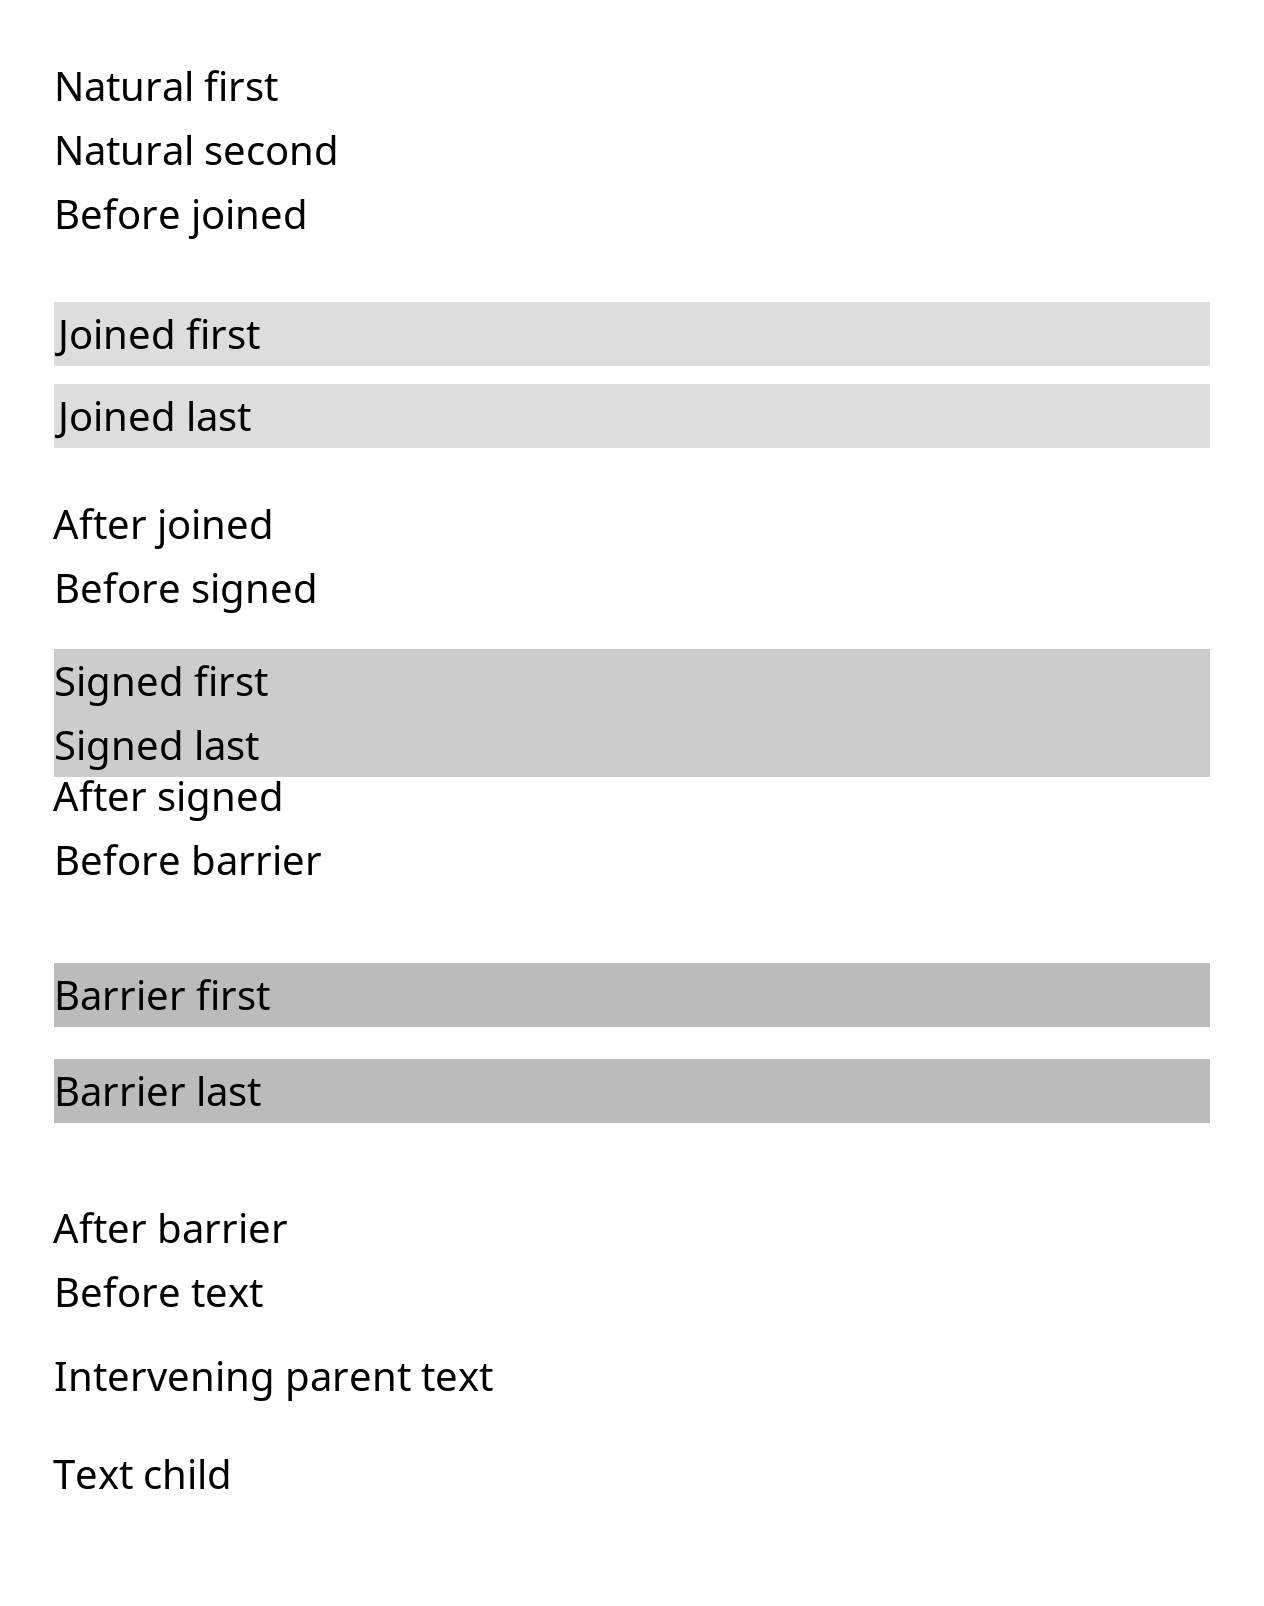 Natural first
Natural second
Before joined
Joined first
Joined last
After joined
Before signed
Signed first
Signed last
After signed
Before barrier
Barrier first
Barrier last
After barrier
Before text
Intervening parent text
Text child